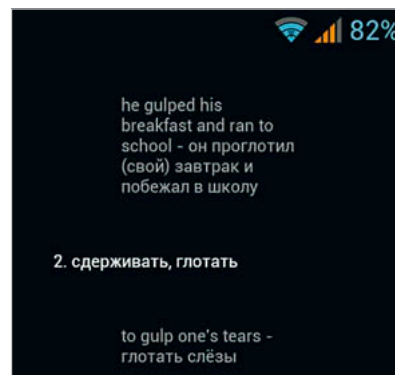 82%
he gulped his
breakfast and ran to
school - он проглотил
(свой) завтрак и
побежал в школу
2. сдерживать, глотать
to gulp one's tears -
глотать слёзы